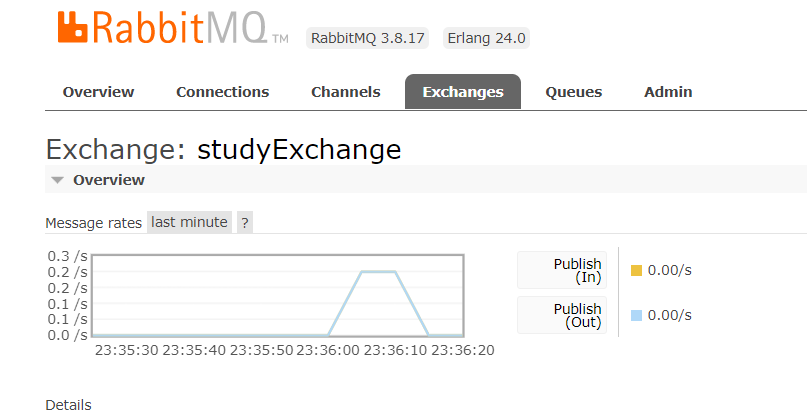 RabbitMQ TM RabbitMQ 3.8.17 Erlang 24.0
Overview Connections Channels Exchanges Queues Admin
Exchange: studyExchange
Overview
Message rates last minute ?
0.3 /s
0.2 /s
0.2 /s
0.1 /s
0.1 /s
0.0 /s
23:35:30 23:35:40 23:35:50 23:36:00 23:36:10 23:36:20
Publish
(In)
0.00/s
Publish
(Out)
0.00/s
Details